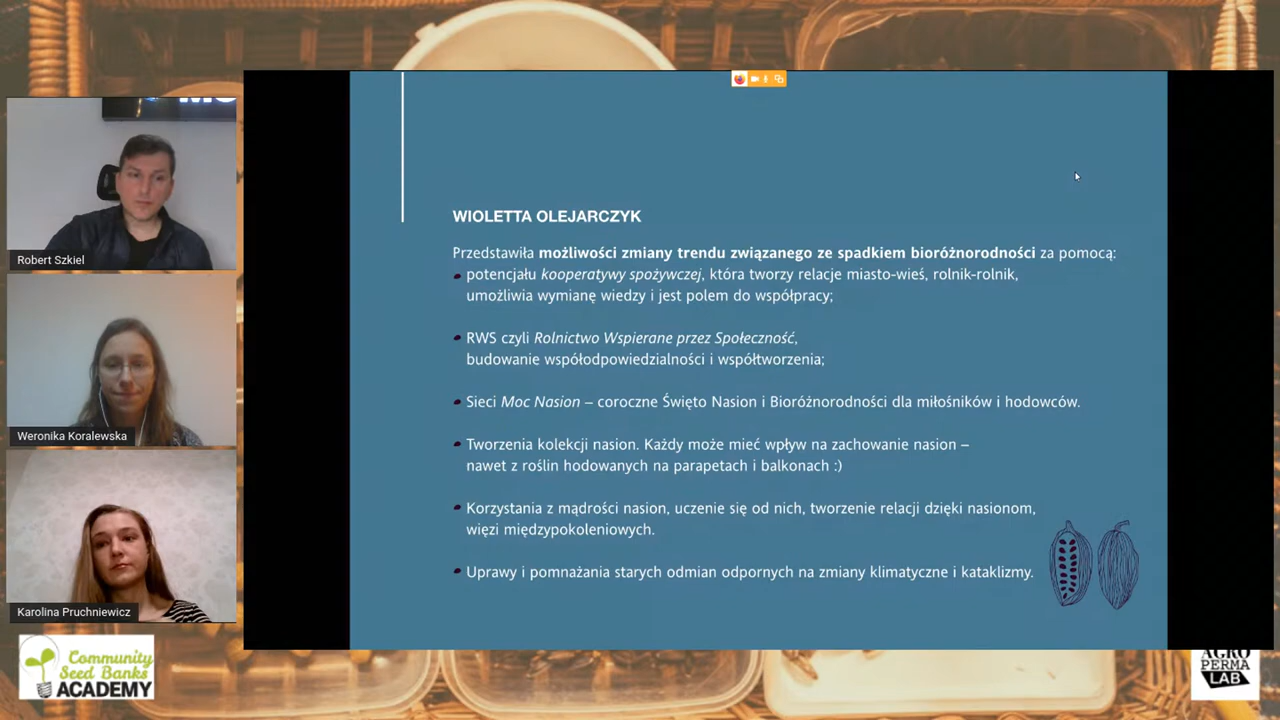 Robert Szkiel
Weronika Koralewska
Karolina Pruchniewicz
WIOLETTA OLEJARCZYK
Przedstawiła możliwości zmiany trendu związanego ze spadkiem bioróżnorodności za pomocą:
potencjału kooperatywy spożywczej, która tworzy relacje miasto-wieś, rolnik-rolnik,
umożliwia wymianę wiedzy i jest polem do współpracy;
RWS czyli Rolnictwo Wspierane przez Społeczność,
budowanie współodpowiedzialności i współtworzenia;
Sieci Moc Nasion – coroczne Święto Nasion i Bioróżnorodności dla miłośników i hodowców.
Tworzenia kolekcji nasion. Każdy może mieć wpływ na zachowanie nasion –
nawet z roślin hodowanych na parapetach i balkonach :)
Korzystania z mądrości nasion, uczenie się od nich, tworzenie relacji dzięki nasionom,
więzi międzypokoleniowych.
Uprawy i pomnażania starych odmian odpornych na zmiany klimatyczne i kataklizmy.
Community
Seed Banks
ACADEMY
AGRO
PERMA
LAB